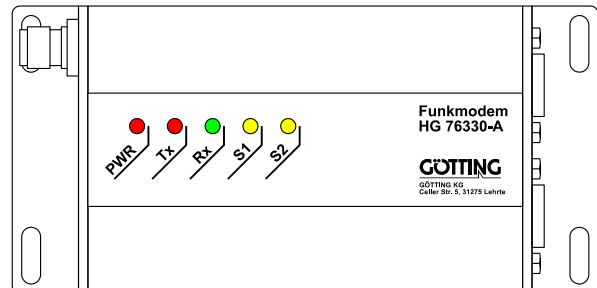 Funkmodem
HG 76330-A
PWR Tx Rx S1 S2
GÖTTING
GÖTTING KG
Celler Str. 5, 31275 Lehrte